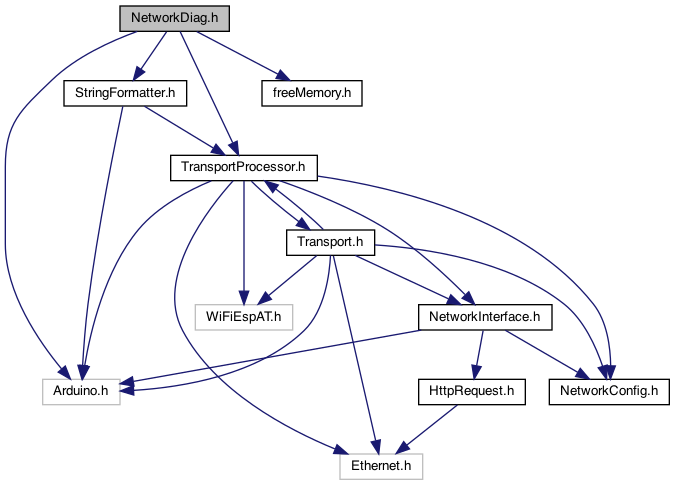 NetworkDiag.h
StringFormatter.h
freeMemory.h
TransportProcessor.h
Transport.h
WiFiEspAT.h
NetworkInterface.h
Arduino.h
HttpRequest.h
NetworkConfig.h
Ethernet.h